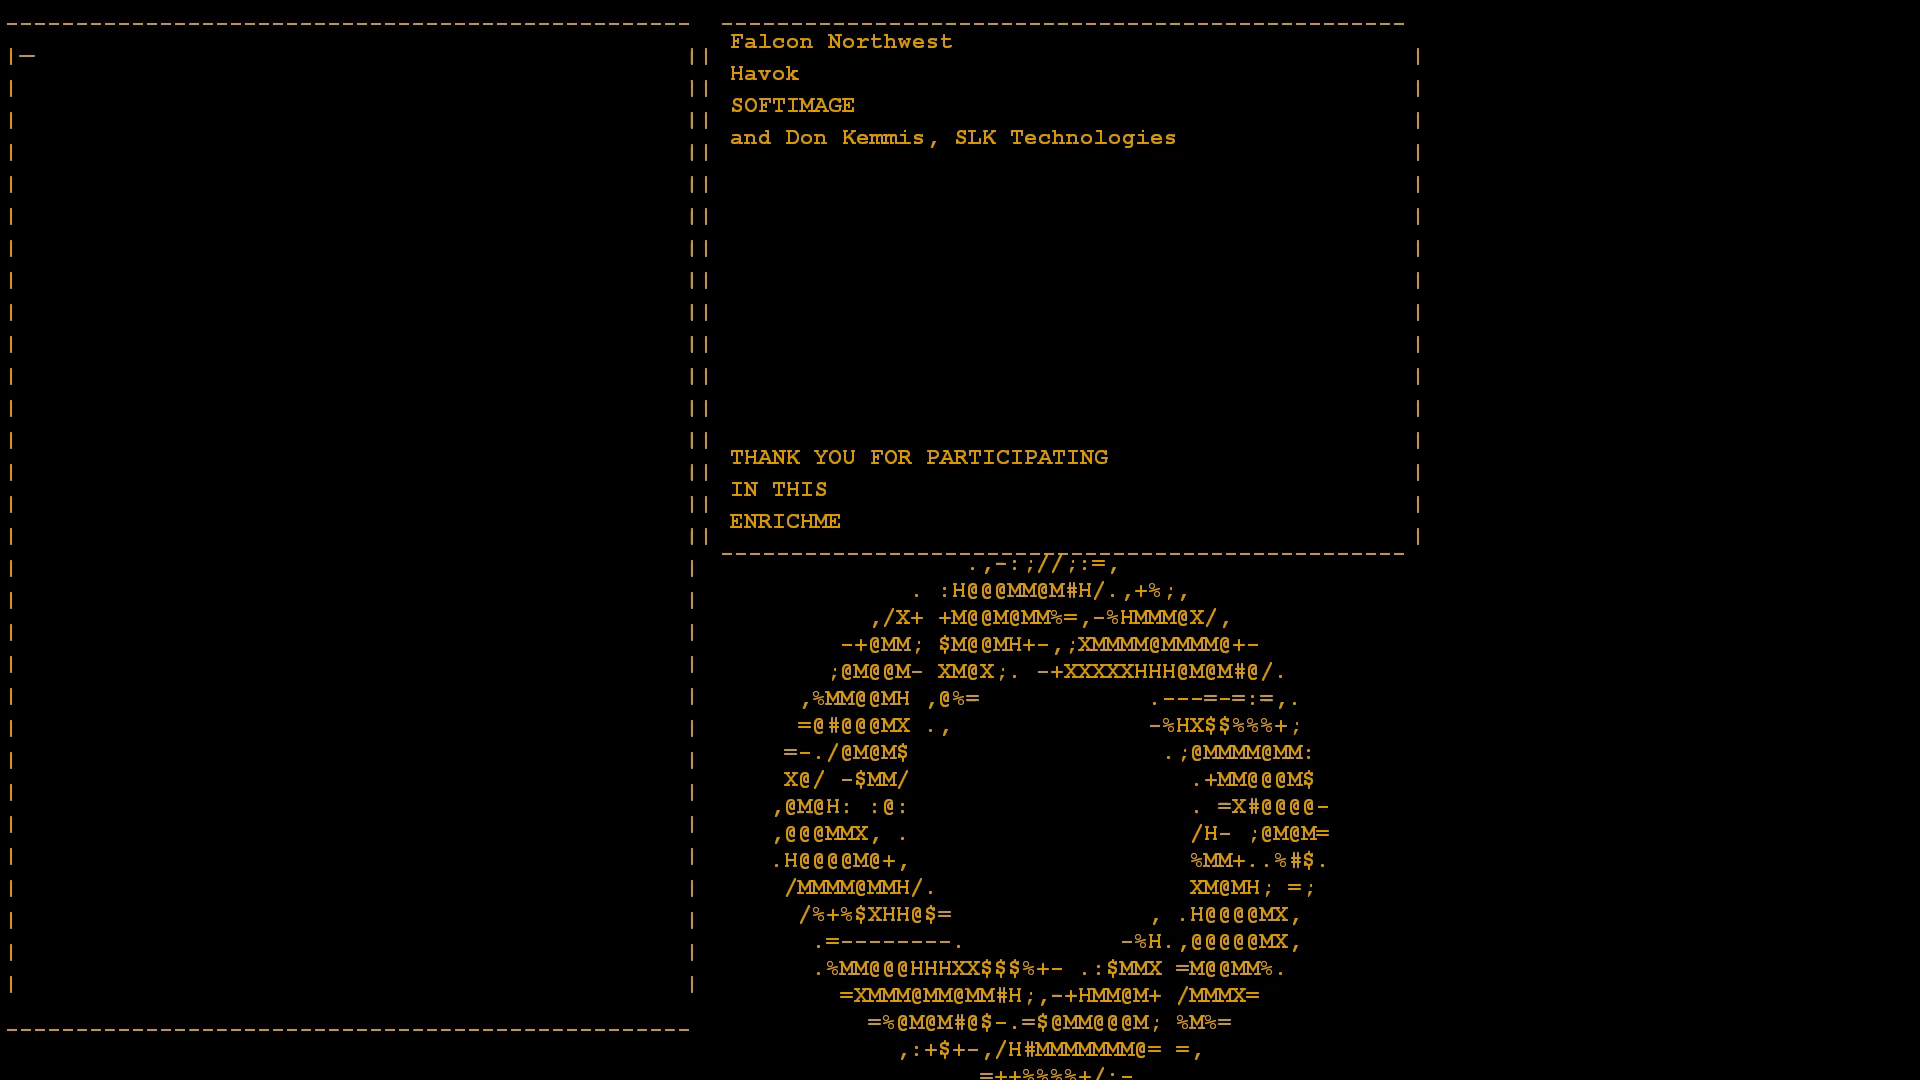 Falcon Northwest
Havok
SOFTIMAGE
and Don Kemmis, SLK Technologies
THANK YOU FOR PARTICIPATING
IN THIS
ENRICHME